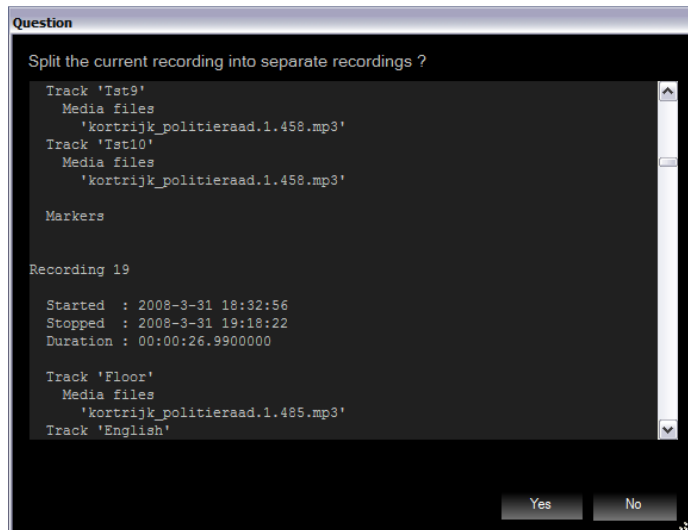 Question
Split the current recording into separate recordings ?
Track 'Tst9'
Media files
'kortrijk_politieraad.1.458.mp3'
Track 'Tst10'
Media files
'kortrijk_politieraad.1.458.mp3'
Markers
Recording 19
Started : 2008-3-31 18:32:56
Stopped : 2008-3-31 19:18:22
Duration : 00:00:26.9900000
Track 'Floor'
Media files
'kortrijk_politieraad.1.485.mp3'
Track 'English'
Yes No